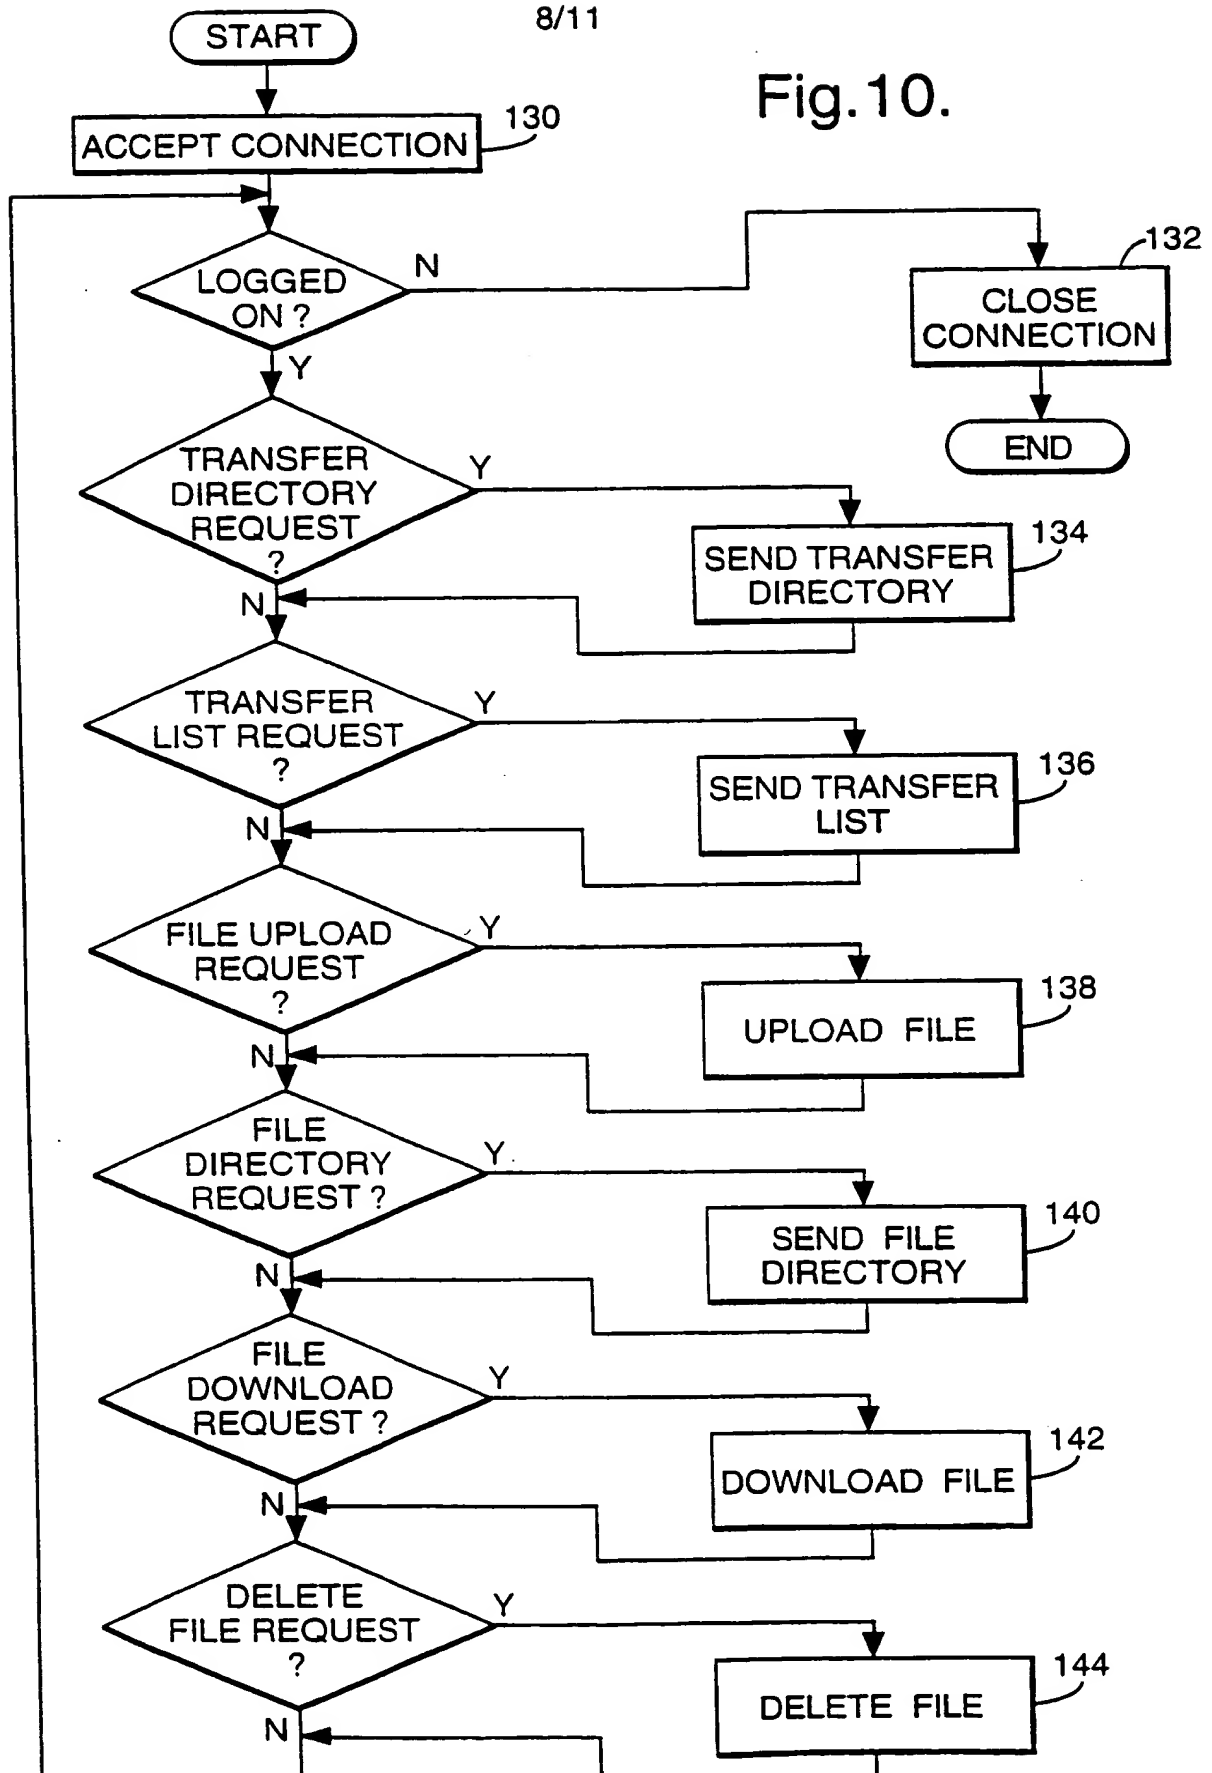 8/11
START
Fig.10.
130
ACCEPT CONNECTION
N
132
LOGGED
ON ?
CLOSE
CONNECTION
Y
END
TRANSFER
DIRECTORY
REQUEST
?
Y
134
SEND TRANSFER
DIRECTORY
N
TRANSFER
LIST REQUEST
?
Y
136
SEND TRANSFER
LIST
N
FILE UPLOAD
REQUEST
?
Y
138
UPLOAD FILE
N
FILE
DIRECTORY
REQUEST ?
Y
140
SEND FILE
DIRECTORY
N
FILE
DOWNLOAD
REQUEST ?
Y
142
DOWNLOAD FILE
N
DELETE
FILE REQUEST
?
Y
144
DELETE FILE
N